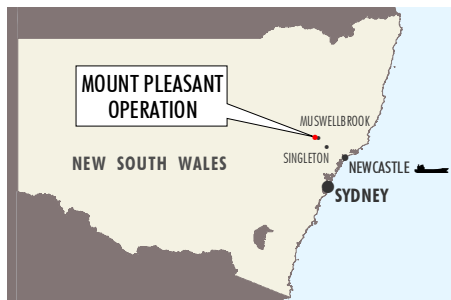 MOUNT PLEASANT
OPERATION
MUSWELLBROOK
SINGLETON
NEW SOUTH WALES
NEWCASTLE
SYDNEY